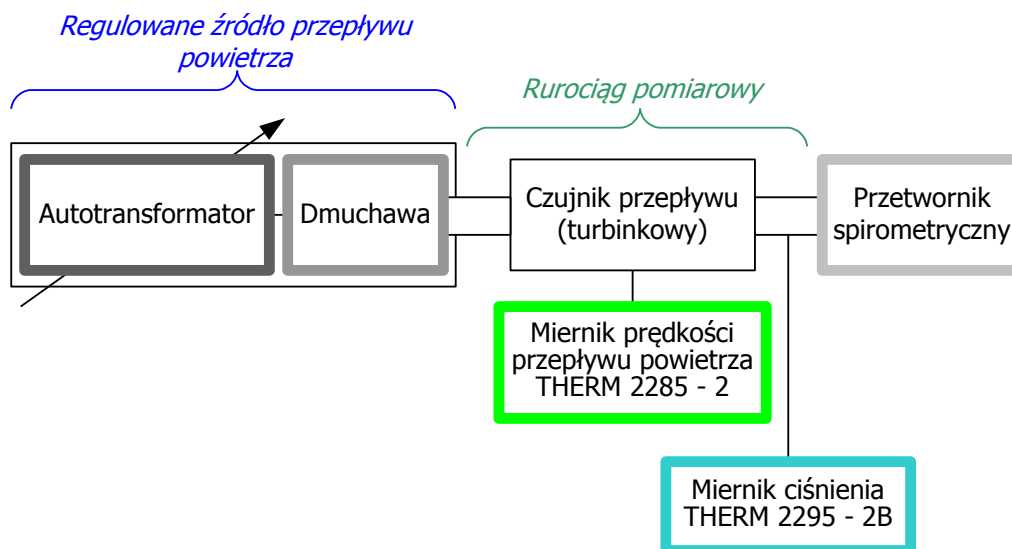 Regulowane źródło przepływu
powietrza
Rurociąg pomiarowy
Autotransformator
Dmuchawa
Czujnik przepływu
(turbinkowy)
Przetwornik
spirometryczny
Miernik prędkości
przepływu powietrza
THERM 2285 - 2
Miernik ciśnienia
THERM 2295 - 2B